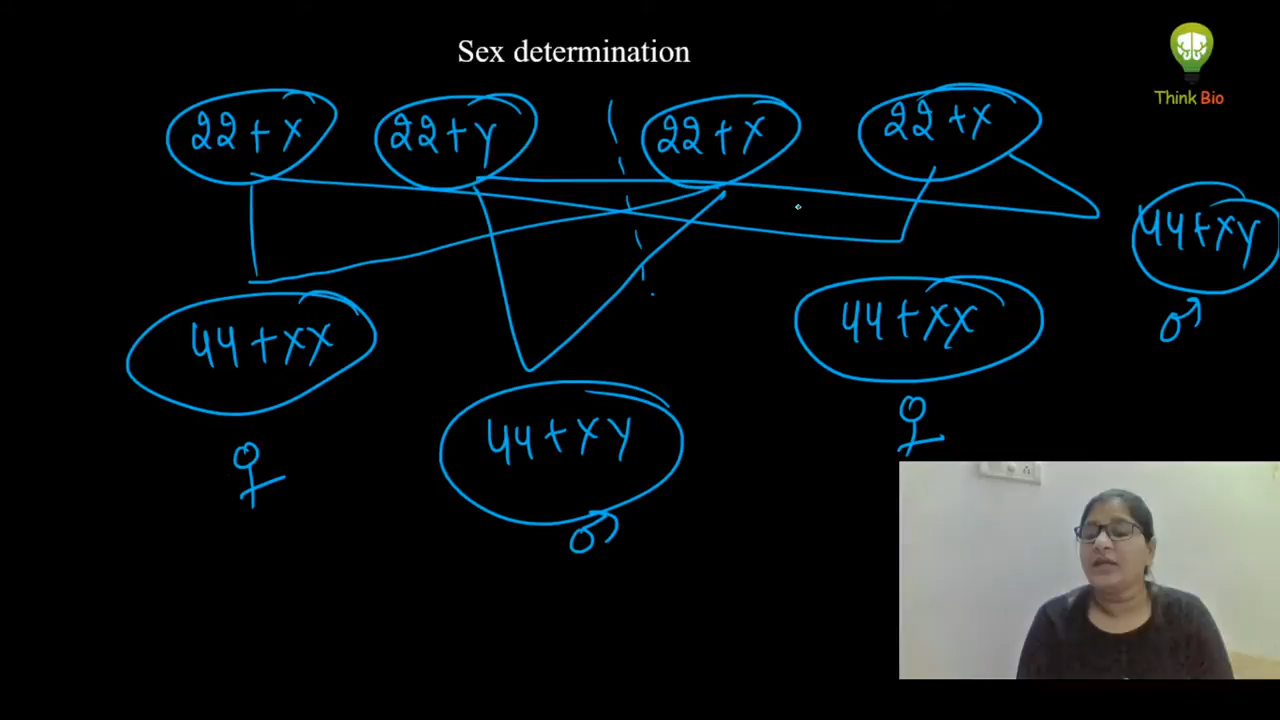 Sex determination
Think Bio
22+x
22+y
22+x
22+x
44+xy
♂
44+xx
♀
44+xy
♂
44+xx
♀